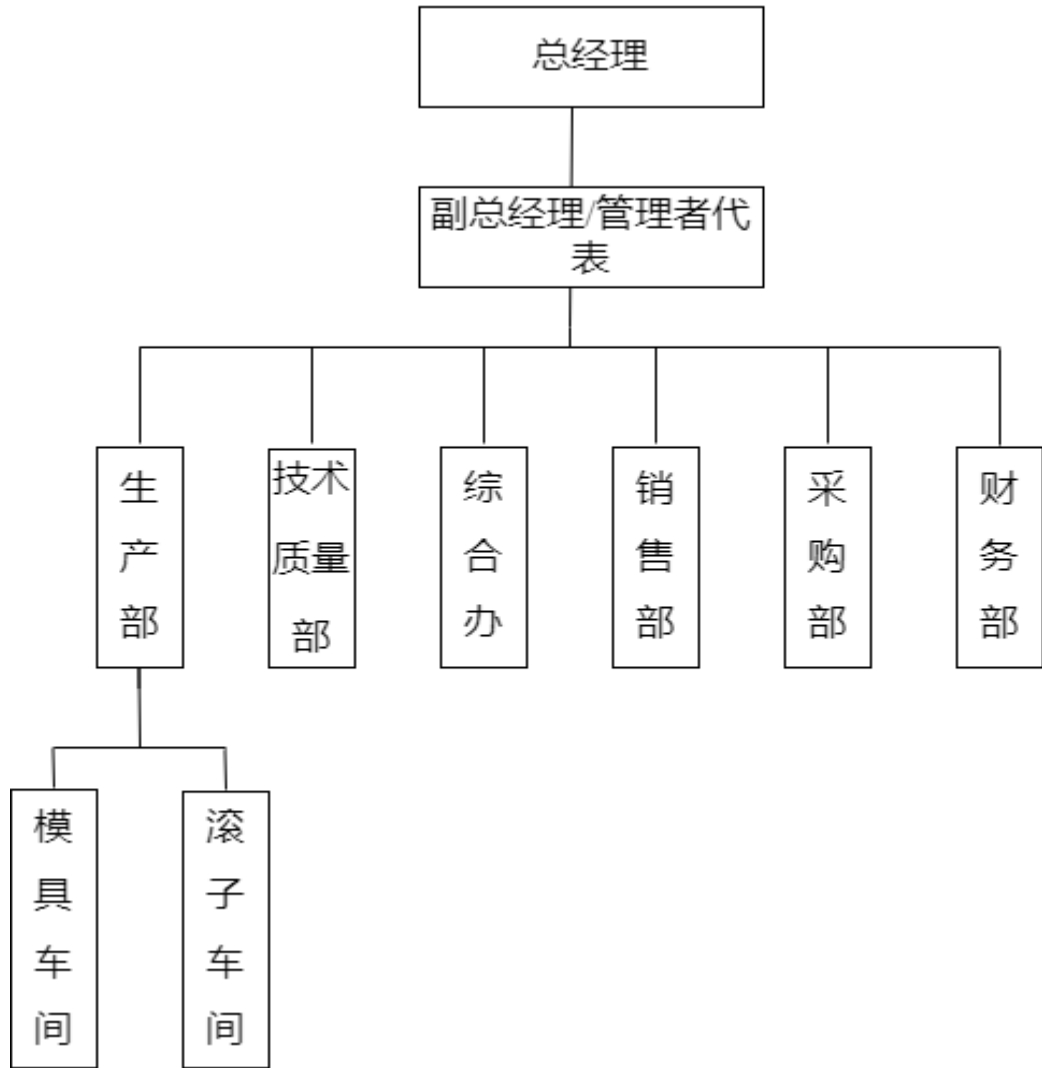 总经理
副总经理/管理者代
表
生产部
技术
质量
部
综合办
销售部
采购部
财务部
模具车间
滚子车间